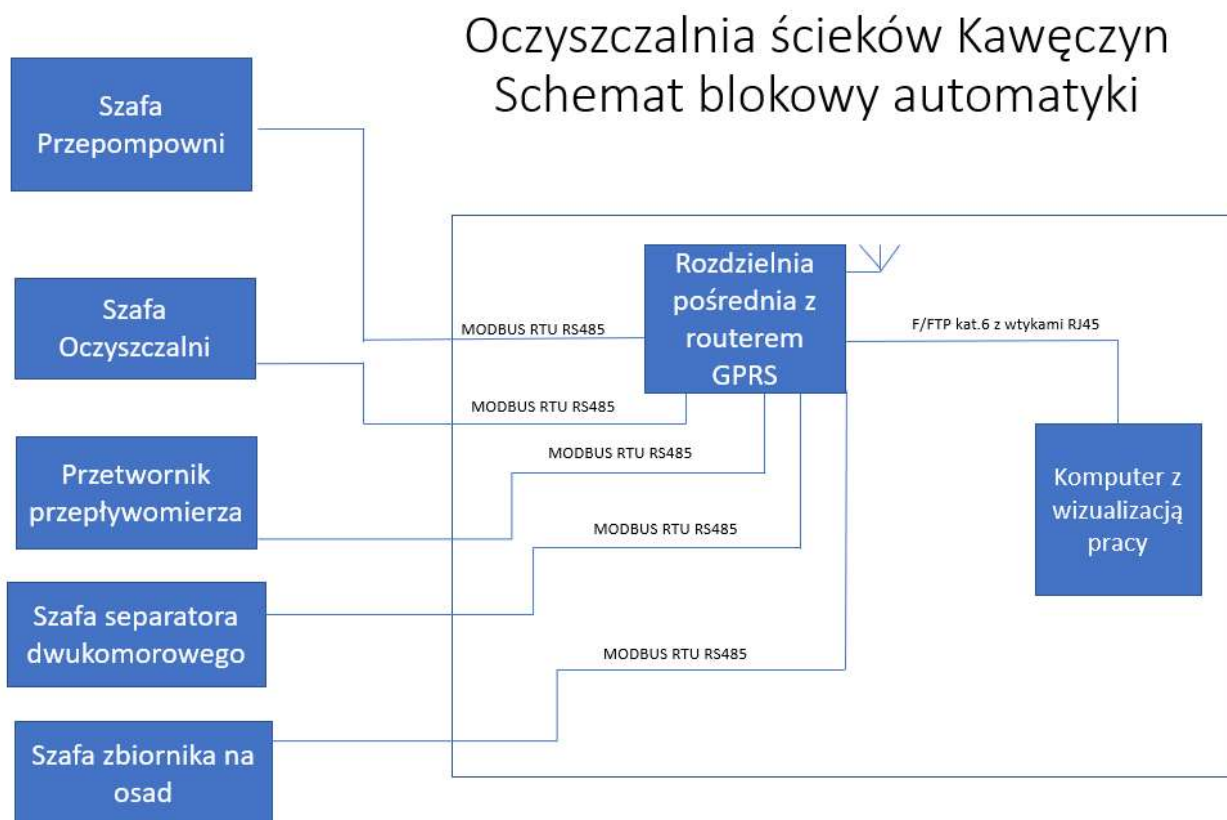 Oczyszczalnia ścieków Kawęczyn
Schemat blokowy automatyki
Szafa
Przepompowni
Szafa
Oczyszczalni
Przetwornik
przepływomierza
Szafa separatora
dwukomorowego
Szafa zbiornika na
osad
MODBUS RTU RS485
MODBUS RTU RS485
MODBUS RTU RS485
MODBUS RTU RS485
MODBUS RTU RS485
Rozdzielnia
pośrednia z
routerem
GPRS
F/FTP kat.6 z wtykami RJ45
Komputer z
wizualizacją
pracy